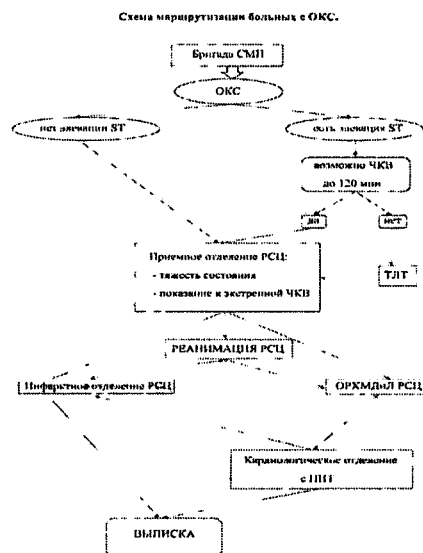 Схема маршрутизации больных с ОКС.
Бригада СМП
ОКС
нет элевации ST
есть элевация ST
возможно ЧКВ
до 120 мин
да
нет
Приемное отделение РСЦ:
- тяжесть состояния
- показание к экстренной ЧКВ
ТЛТ
РЕАНИМАЦИЯ РСЦ
Инфарктное отделение РСЦ
ОРХМДиЛ РСЦ
Кардиологическое отделение
с ПИТ
ВЫПИСКА